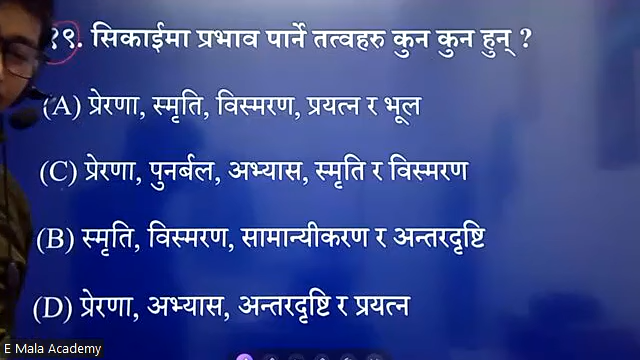 १९. सिकाईमा प्रभाव पार्ने तत्वहरु कुन कुन हुन् ?
(A) प्रेरणा, स्मृति, विस्मरण, प्रयत्न र भूल
(C) प्रेरणा, पुनर्बल, अभ्यास, स्मृति र विस्मरण
(B) स्मृति, विस्मरण, सामान्यीकरण र अन्तरदृष्टि
(D) प्रेरणा, अभ्यास, अन्तरदृष्टि र प्रयत्न
E Mala Academy